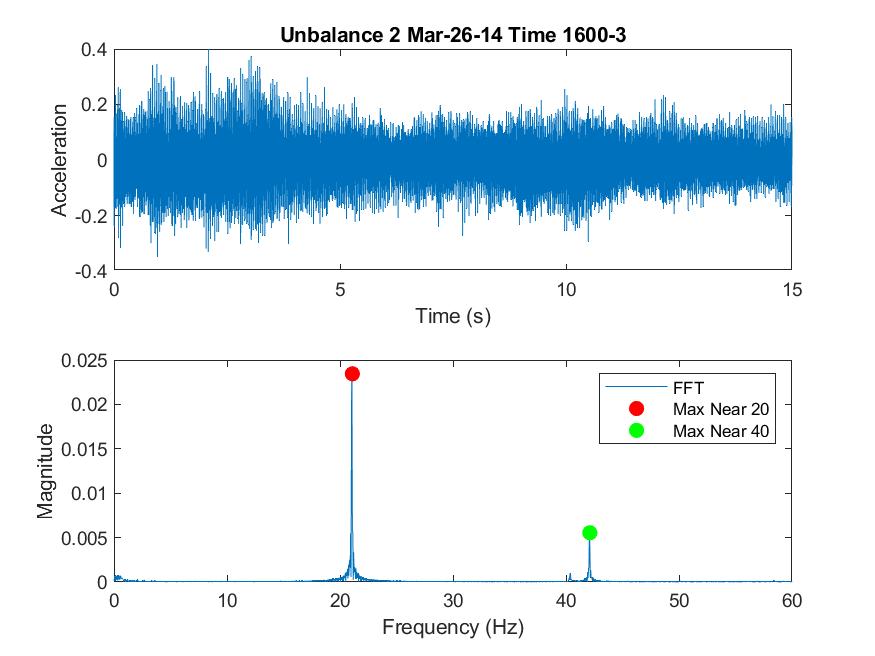 Unbalance 2 Mar-26-14 Time 1600-3
0.4
0.2
0
-0.2
-0.4
Acceleration
0 5 10 15
Time (s)
0.025
0.02
0.015
0.01
0.005
0
Magnitude
FFT
Max Near 20
Max Near 40
0 10 20 30 40 50 60
Frequency (Hz)